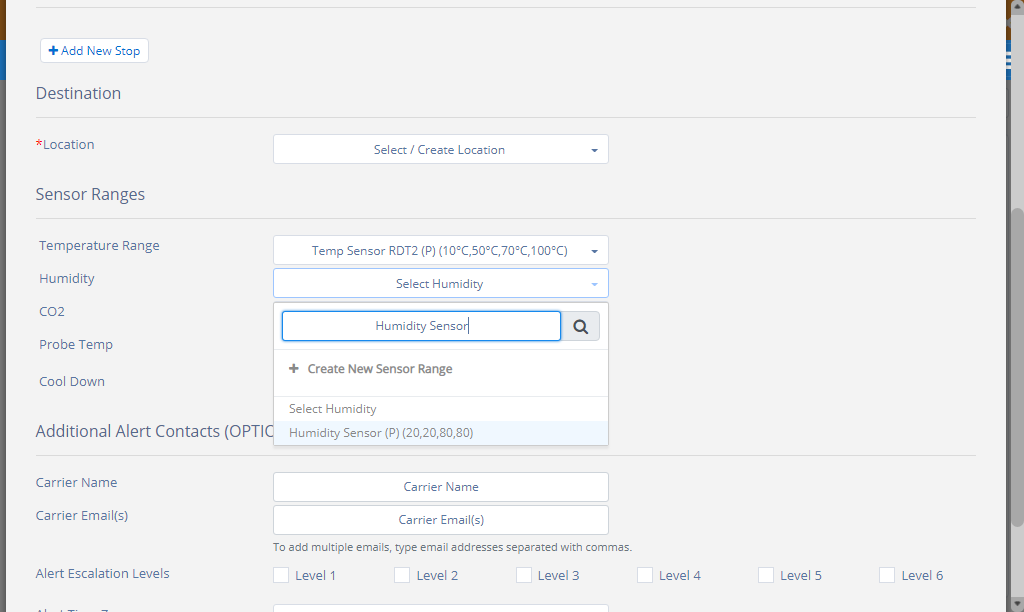 Add New Stop
Destination
*Location
Select / Create Location
Sensor Ranges
Temperature Range
Temp Sensor RDT2 (P) (10°C,50°C,70°C,100°C)
Humidity
Select Humidity
CO2
Humidity Sensor
Probe Temp
Create New Sensor Range
Cool Down
Select Humidity
Additional Alert Contacts (OPTIO
Humidity Sensor (P) (20,20,80,80)
Carrier Name
Carrier Name
Carrier Email(s)
Carrier Email(s)
To add multiple emails, type email addresses separated with commas.
Alert Escalation Levels
Level 1
Level 2
Level 3
Level 4
Level 5
Level 6